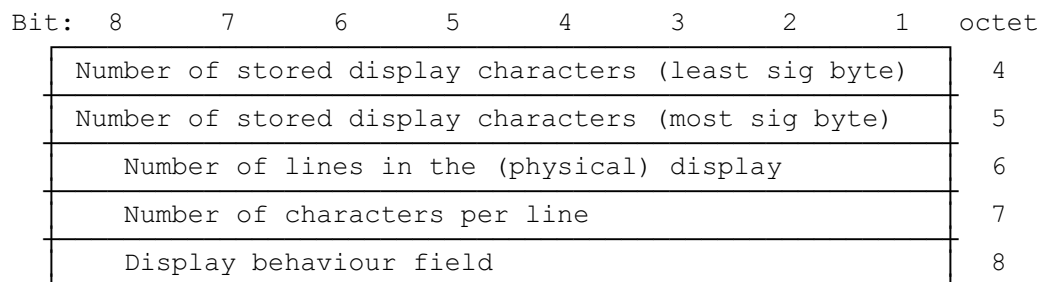 Bit: 8 7 6 5 4 3 2 1 octet
Number of stored display characters (least sig byte) 4
Number of stored display characters (most sig byte) 5
Number of lines in the (physical) display 6
Number of characters per line 7
Display behaviour field 8